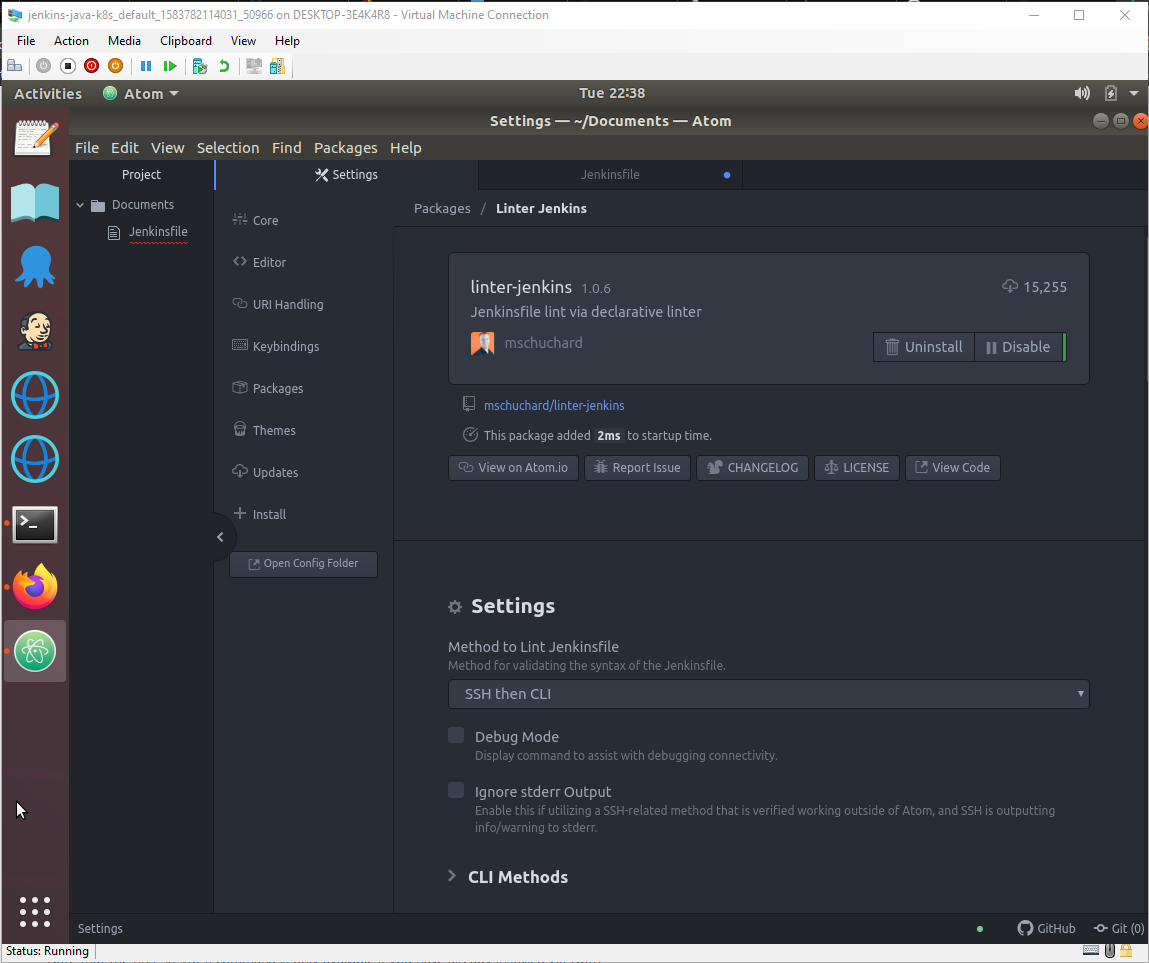 jenkins-java-k8s_default_1583782114031_50966 on DESKTOP-3E4K4R8 - Virtual Machine Connection
File Action Media Clipboard View Help
Activities Atom Tue 22:38
Settings — ~/Documents — Atom
File Edit View Selection Find Packages Help
Project Settings Jenkinsfile
Documents
Jenkinsfile
Core
Editor
URI Handling
Keybindings
Packages
Themes
Updates
Install
Open Config Folder
Packages / Linter Jenkins
linter-jenkins 1.0.6 15,255
Jenkinsfile lint via declarative linter
mschuchard Uninstall Disable
mschuchard/linter-jenkins
This package added 2ms to startup time.
View on Atom.io Report Issue CHANGELOG LICENSE View Code
Settings
Method to Lint Jenkinsfile
Method for validating the syntax of the Jenkinsfile.
SSH then CLI
Debug Mode
Display command to assist with debugging connectivity.
Ignore stderr Output
Enable this if utilizing a SSH-related method that is verified working outside of Atom, and SSH is outputting
info/warning to stderr.
CLI Methods
Settings GitHub Git (0)
Status: Running